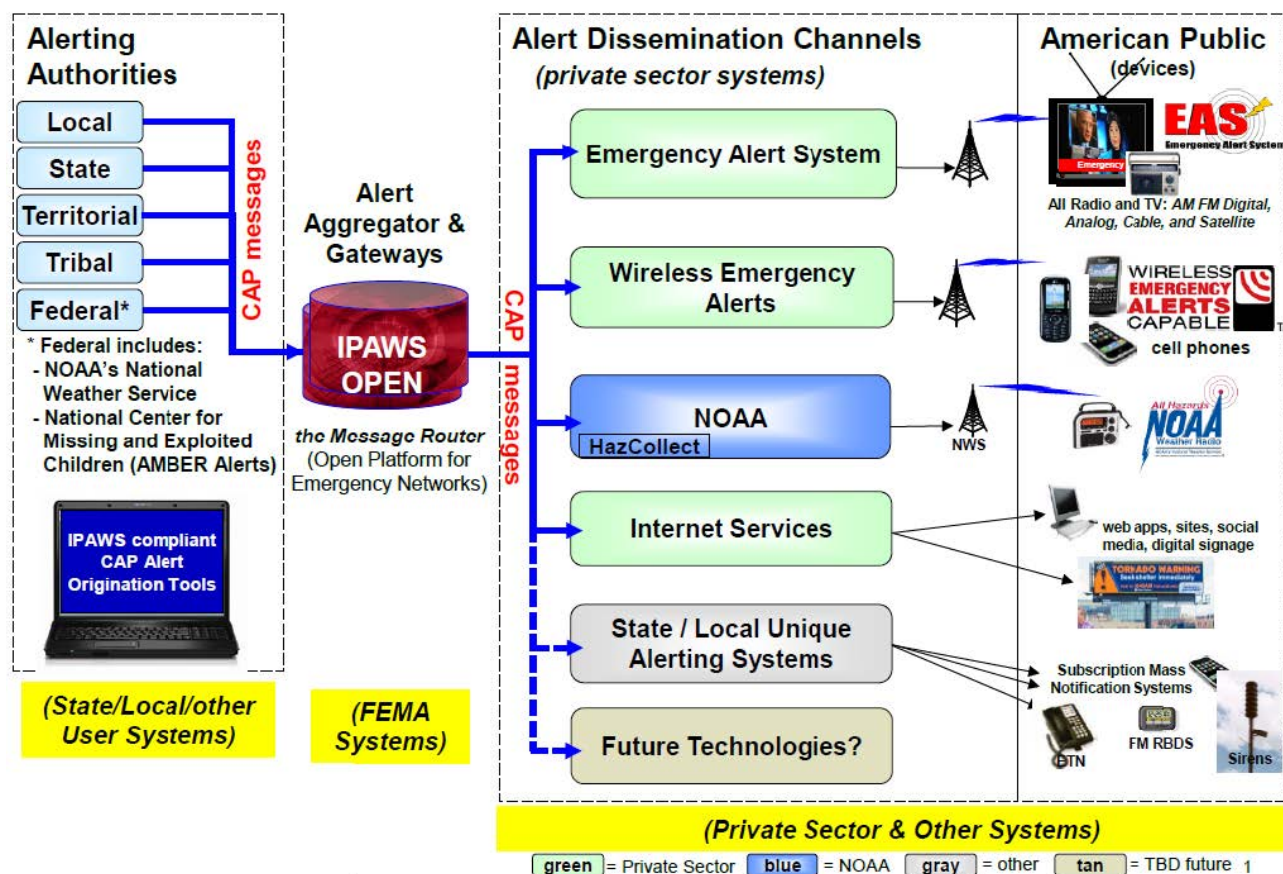 Alerting
Authorities
Local
State
Territorial
Tribal
Federal*
CAP messages
* Federal includes:
- NOAA's National
Weather Service
- National Center for
Missing and Exploited
Children (AMBER Alerts)
IPAWS compliant
CAP Alert
Origination Tools
(State/Local/other
User Systems)
Alert
Aggregator &
Gateways
IPAWS
OPEN
the Message Router
(Open Platform for
Emergency Networks)
(FEMA
Systems)
CAP messages
Alert Dissemination Channels
(private sector systems)
Emergency Alert System
Wireless Emergency
Alerts
NOAA
HazCollect
NWS
Internet Services
State / Local Unique
Alerting Systems
Future Technologies?
American Public
(devices)
Emergency
EAS
Emergency Alert System
All Radio and TV: AM FM Digital,
Analog, Cable, and Satellite
WIRELESS
EMERGENCY
ALERTS
CAPABLE
cell phones
All Hazards
NOAA
Weather Radio
web apps, sites, social
media, digital signage
TORNADO WARNING
Seek shelter immediately
Subscription Mass
Notification Systems
ETN
FM RBDS
Sirens
(Private Sector & Other Systems)
green = Private Sector blue = NOAA gray = other tan = TBD future 1